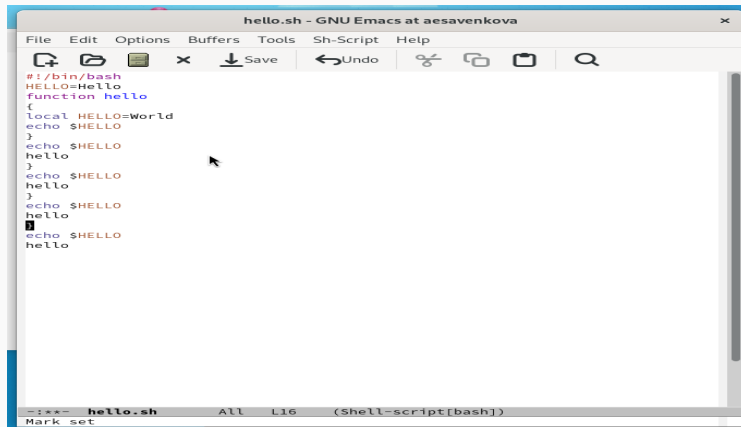 hello.sh - GNU Emacs at aesavenkova
File Edit Options Buffers Tools Sh-Script Help
Save Undo
#!/bin/bash
HELLO=Hello
function hello
{
local HELLO=World
echo $HELLO
}
echo $HELLO
hello
}
echo $HELLO
hello
}
echo $HELLO
hello
}
echo $HELLO
hello
-:**- hello.sh All L16 (Shell-script[bash])
Mark set